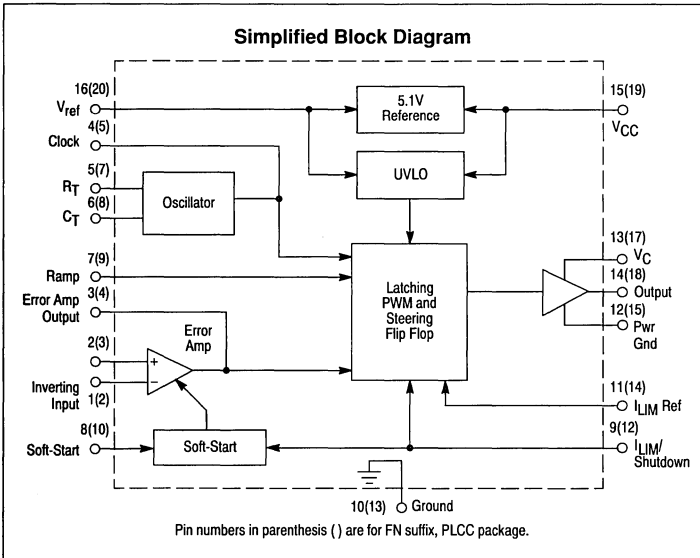 Simplified Block Diagram
16(20)
Vref
4(5)
Clock
5(7)
RT
6(8)
CT
7(9)
Ramp
3(4)
Error Amp
Output
2(3)
Inverting
Input
1(2)
8(10)
Soft-Start
Oscillator
Error
Amp
+
−
Soft-Start
5.1V
Reference
UVLO
Latching
PWM and
Steering
Flip Flop
15(19)
VCC
13(17)
VC
14(18)
Output
12(15)
Pwr
Gnd
11(14)
ILIM Ref
9(12)
ILIM/
Shutdown
10(13)
Ground
Pin numbers in parenthesis ( ) are for FN suffix, PLCC package.